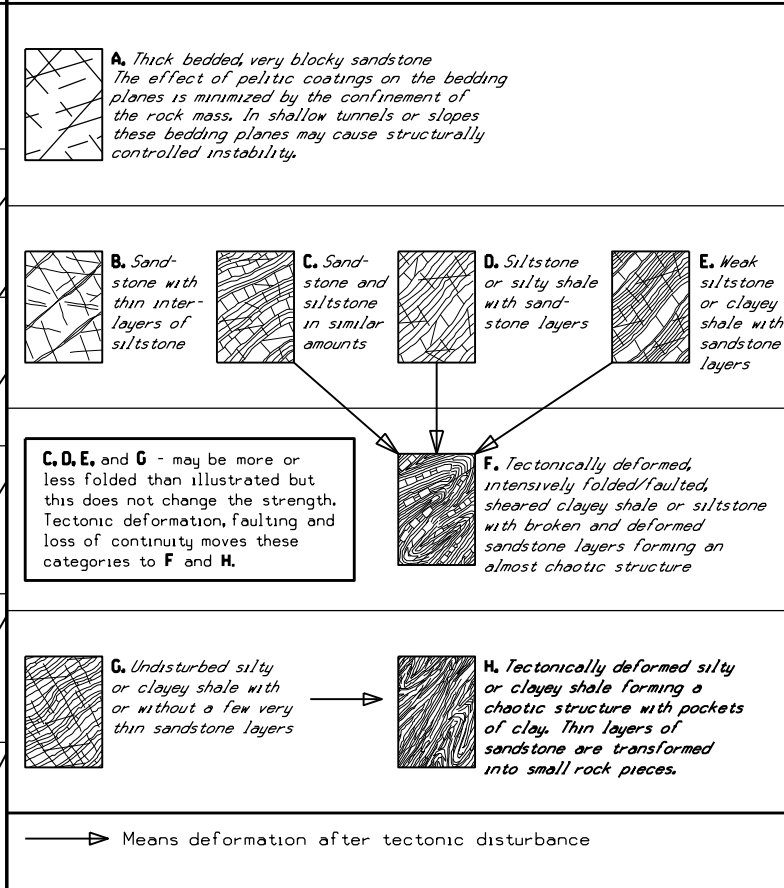 A. Thick bedded, very blocky sandstone
The effect of pelitic coatings on the bedding
planes is minimized by the confinement of
the rock mass. In shallow tunnels or slopes
these bedding planes may cause structurally
controlled instability.
B. Sand-
stone with
thin inter-
layers of
siltstone
C. Sand-
stone and
siltstone
in similar
amounts
D. Siltstone
or silty shale
with sand-
stone layers
E. Weak
siltstone
or clayey
shale with
sandstone
layers
C, D, E, and G - may be more or
less folded than illustrated but
this does not change the strength.
Tectonic deformation, faulting and
loss of continuity moves these
categories to F and H.
F. Tectonically deformed,
intensively folded/faulted,
sheared clayey shale or siltstone
with broken and deformed
sandstone layers forming an
almost chaotic structure
G. Undisturbed silty
or clayey shale with
or without a few very
thin sandstone layers
H. Tectonically deformed silty
or clayey shale forming a
chaotic structure with pockets
of clay. Thin layers of
sandstone are transformed
into small rock pieces.
Means deformation after tectonic disturbance